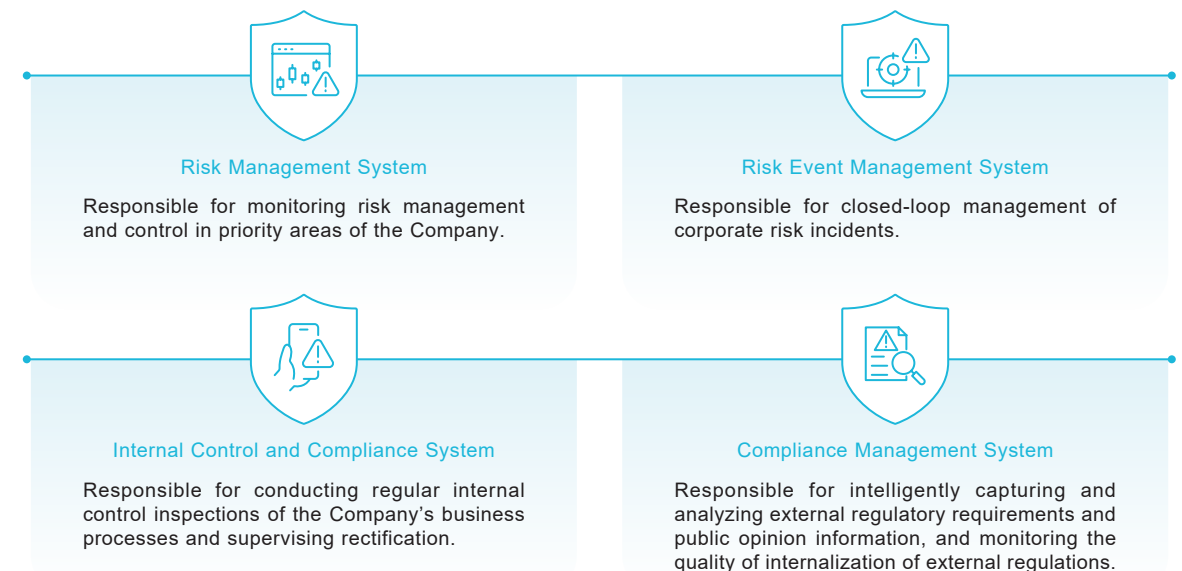 Risk Management System
Responsible for monitoring risk management
and control in priority areas of the Company.
Risk Event Management System
Responsible for closed-loop management of
corporate risk incidents.
Internal Control and Compliance System
Responsible for conducting regular internal
control inspections of the Company’s business
processes and supervising rectification.
Compliance Management System
Responsible for intelligently capturing and
analyzing external regulatory requirements and
public opinion information, and monitoring the
quality of internalization of external regulations.